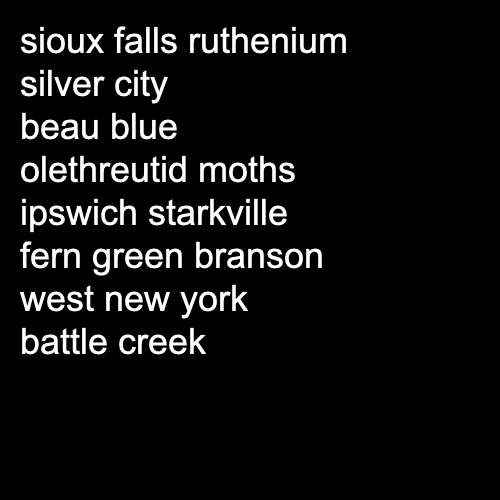 sioux falls ruthenium
silver city
beau blue
olethreutid moths
ipswich starkville
fern green branson
west new york
battle creek